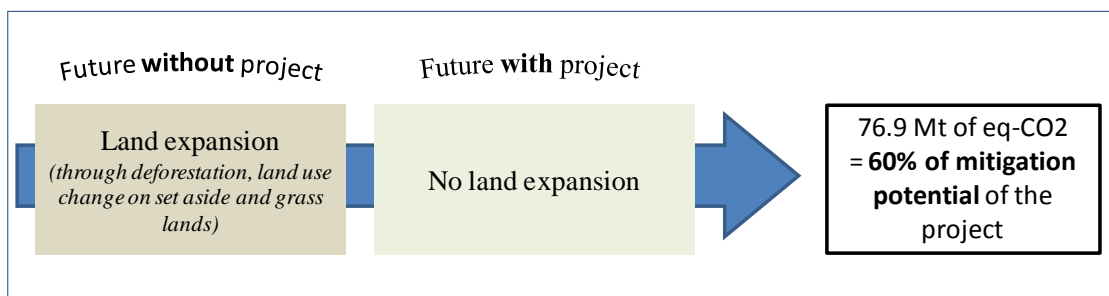 Future without project
Future with project
Land expansion
(through deforestation, land use
change on set aside and grass
lands)
No land expansion
76.9 Mt of eq-CO2
= 60% of mitigation
potential of the
project